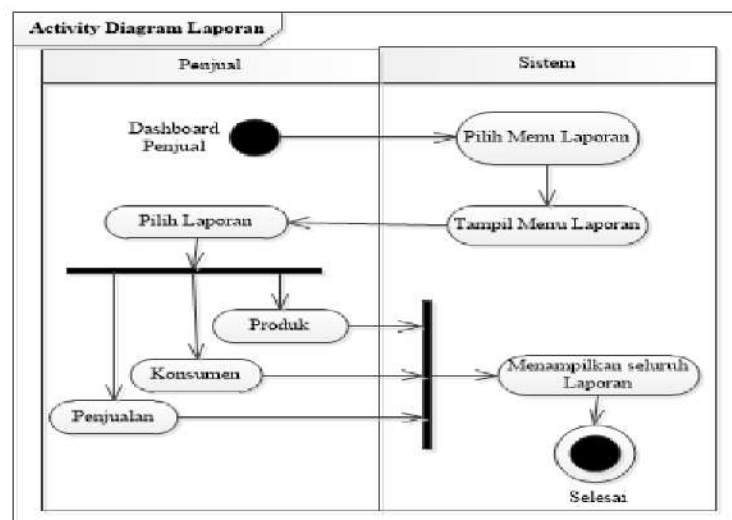 Activity Diagram Laporan
Penjual
Sistem
Dashboard
Penjual
Pilih Menu Laporan
Pilih Laporan
Tampil Menu Laporan
Produk
Konsumen
Menampilkan seluruh
Laporan
Penjualan
Selesai